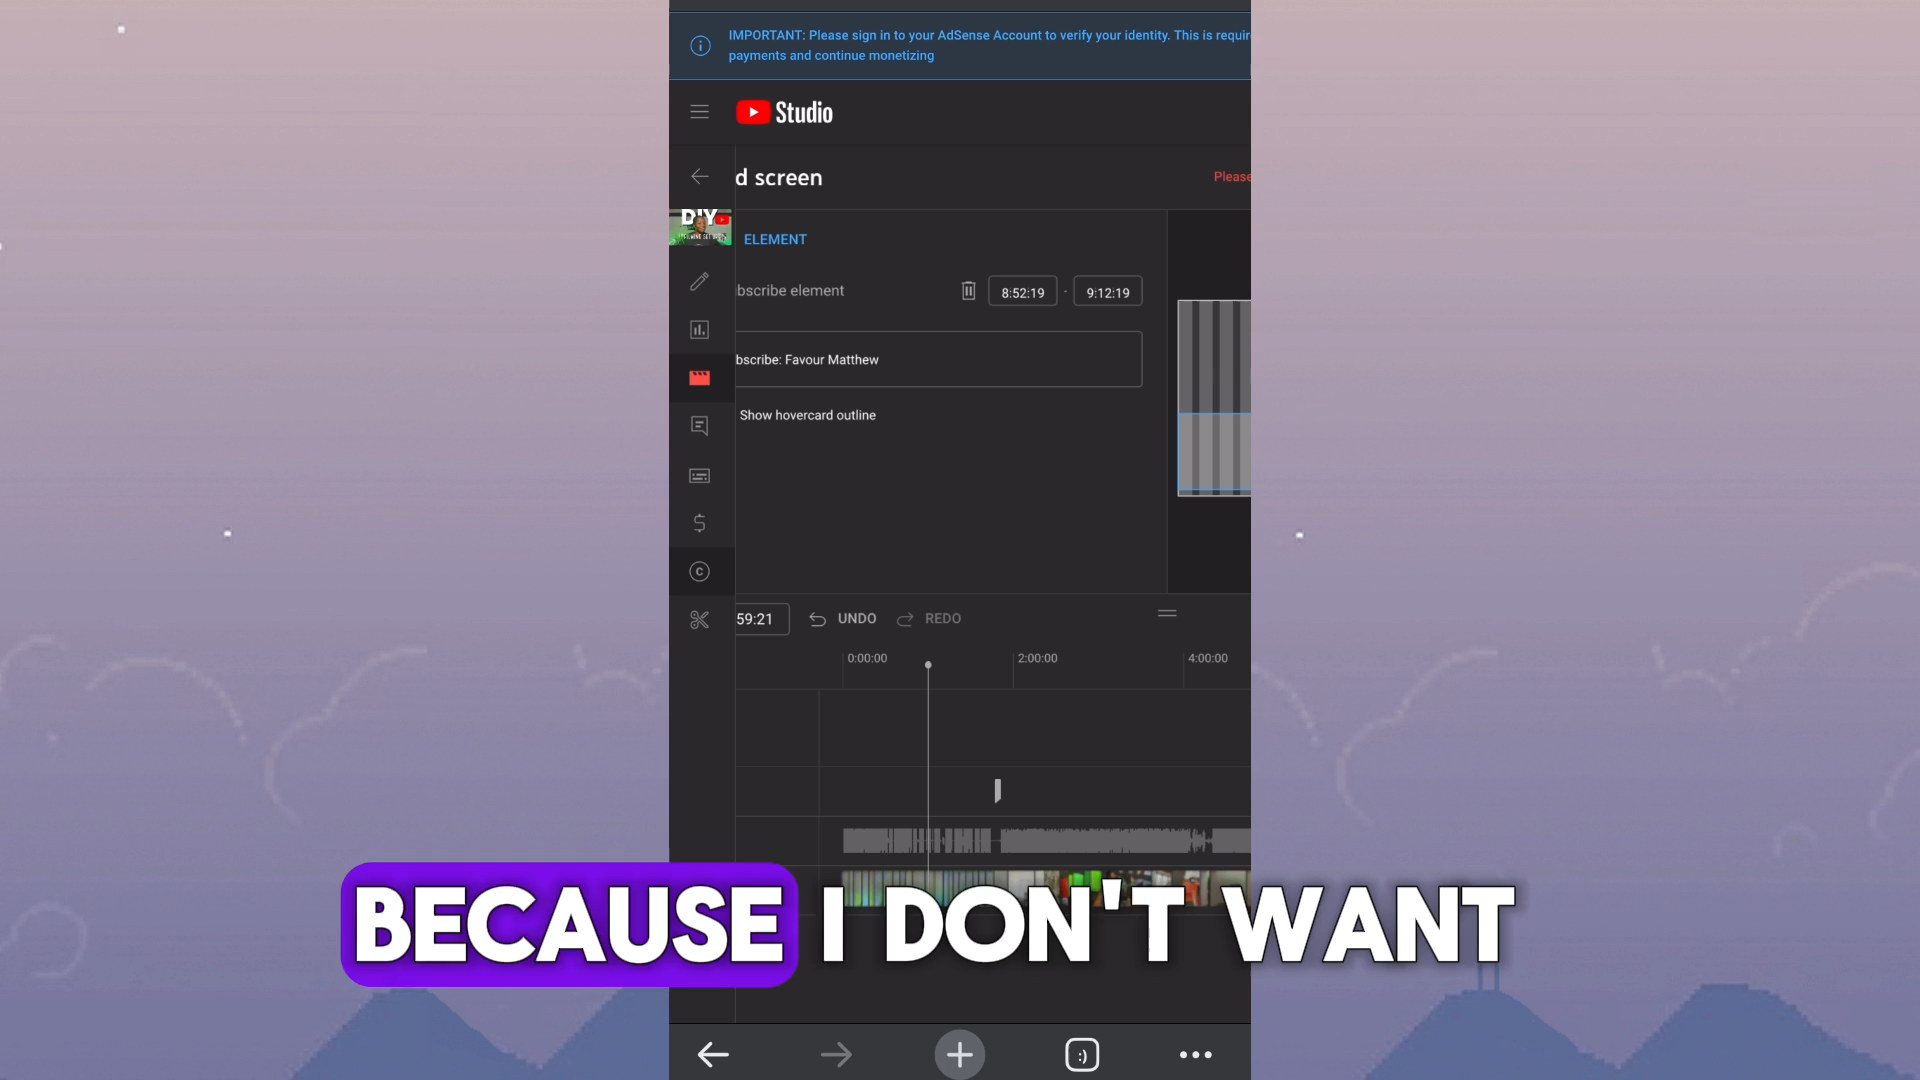 IMPORTANT: Please sign in to your AdSense Account to verify your identity. This is requir
payments and continue monetizing
Studio
d screen
Please
DIY
ELEMENT
bscribe element
8:52:19 - 9:12:19
bscribe: Favour Matthew
Show hovercard outline
59:21 UNDO REDO
0:00:00 2:00:00 4:00:00
BECAUSE I DON'T WANT